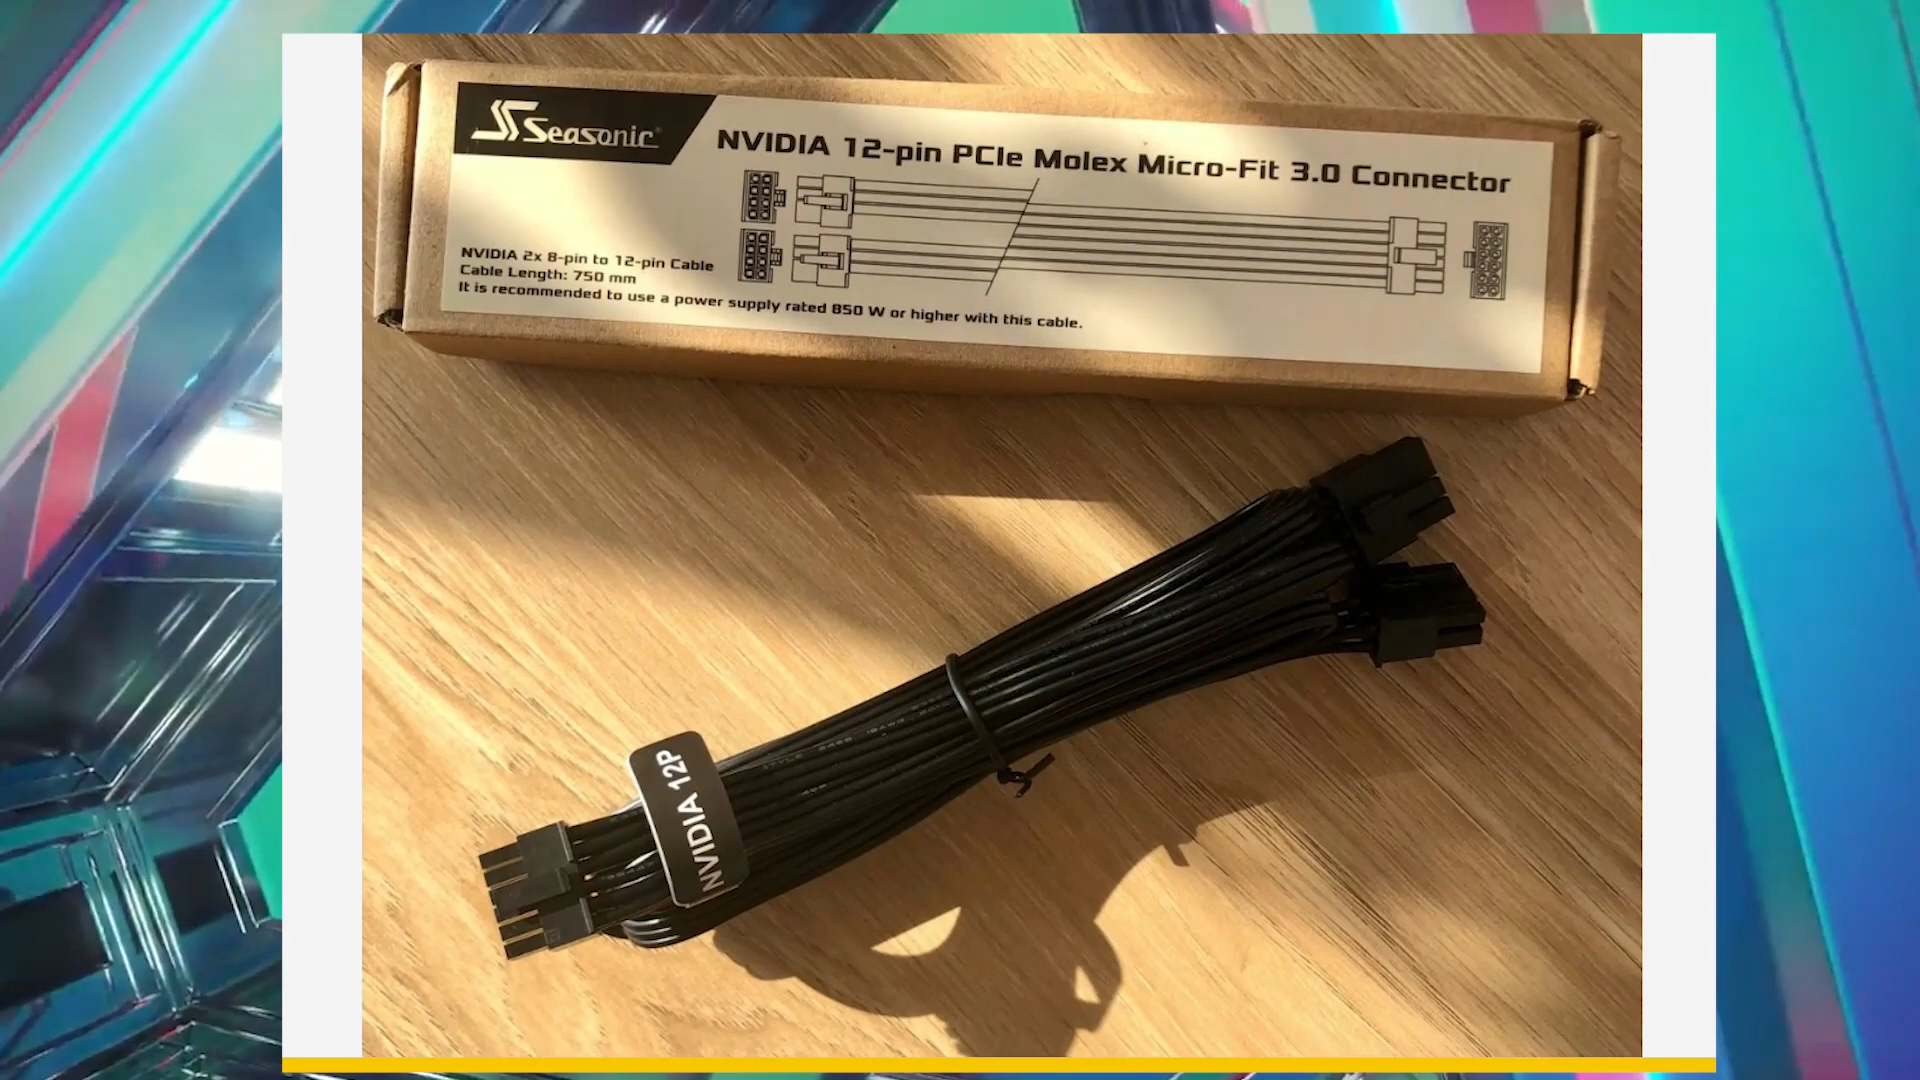 Seasonic
NVIDIA 12-pin PCIe Molex Micro-Fit 3.0 Connector
NVIDIA 2x 8-pin to 12-pin Cable
Cable Length: 750 mm
It is recommended to use a power supply rated 850 W or higher with this cable.
NVIDIA 12P